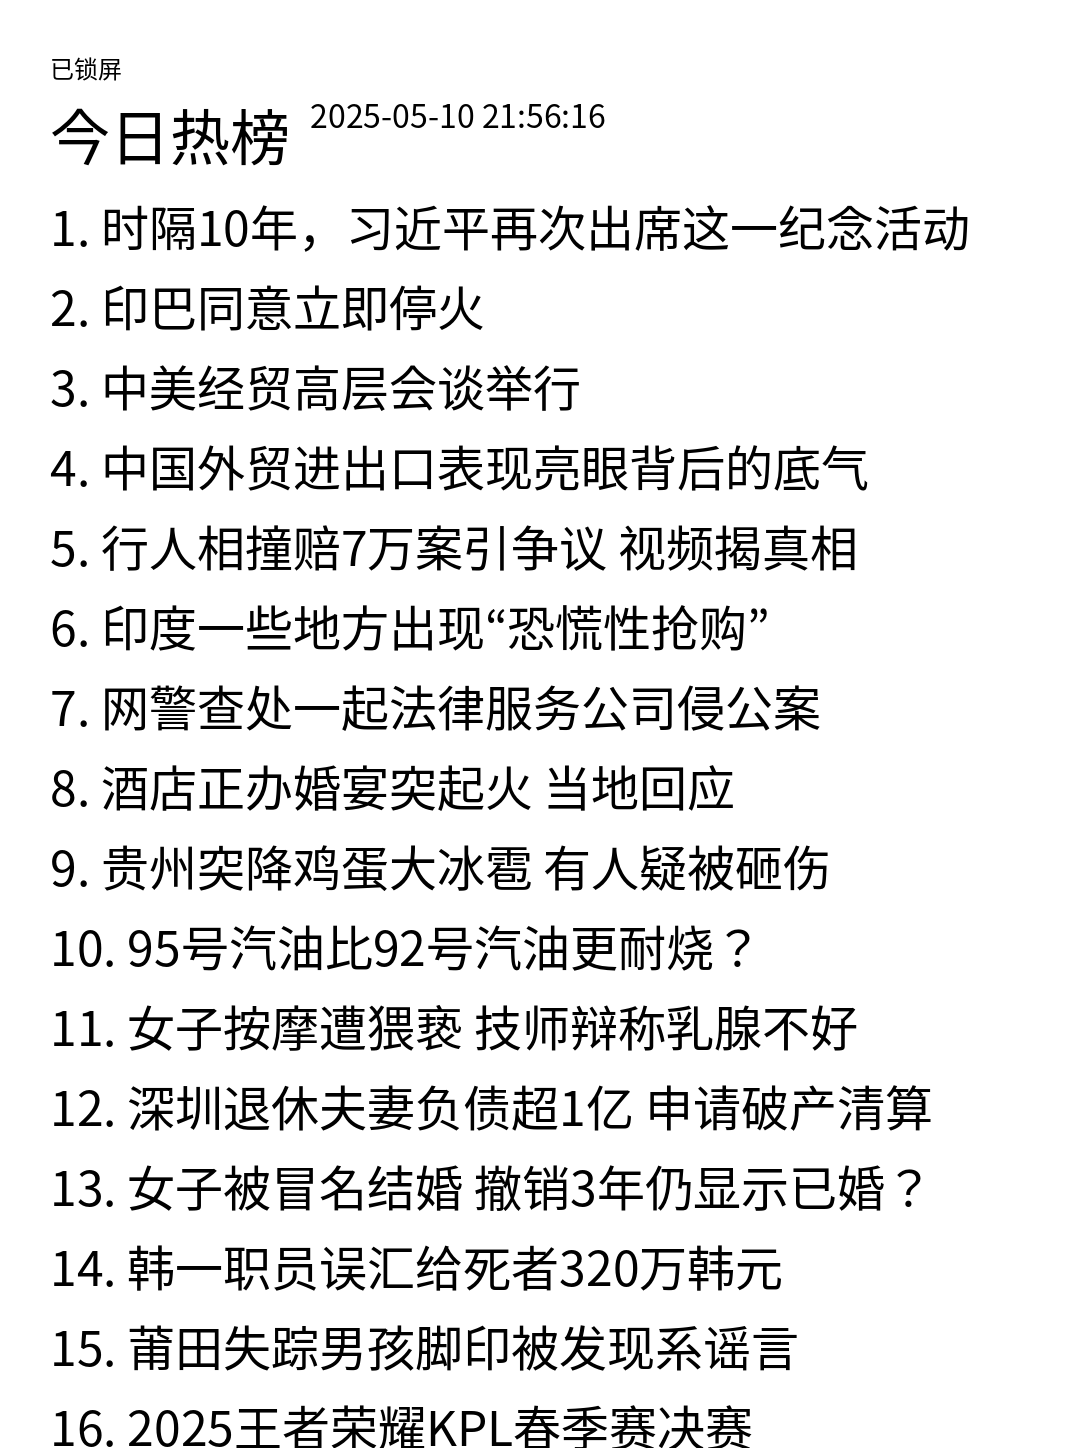 已锁屏
今日热榜 2025-05-10 21:56:16
1. 时隔10年，习近平再次出席这一纪念活动
2. 印巴同意立即停火
3. 中美经贸高层会谈举行
4. 中国外贸进出口表现亮眼背后的底气
5. 行人相撞赔7万案引争议 视频揭真相
6. 印度一些地方出现“恐慌性抢购”
7. 网警查处一起法律服务公司侵公案
8. 酒店正办婚宴突起火 当地回应
9. 贵州突降鸡蛋大冰雹 有人疑被砸伤
10. 95号汽油比92号汽油更耐烧？
11. 女子按摩遭猥亵 技师辩称乳腺不好
12. 深圳退休夫妻负债超1亿 申请破产清算
13. 女子被冒名结婚 撤销3年仍显示已婚？
14. 韩一职员误汇给死者320万韩元
15. 莆田失踪男孩脚印被发现系谣言
16. 2025王者荣耀KPL春季赛决赛